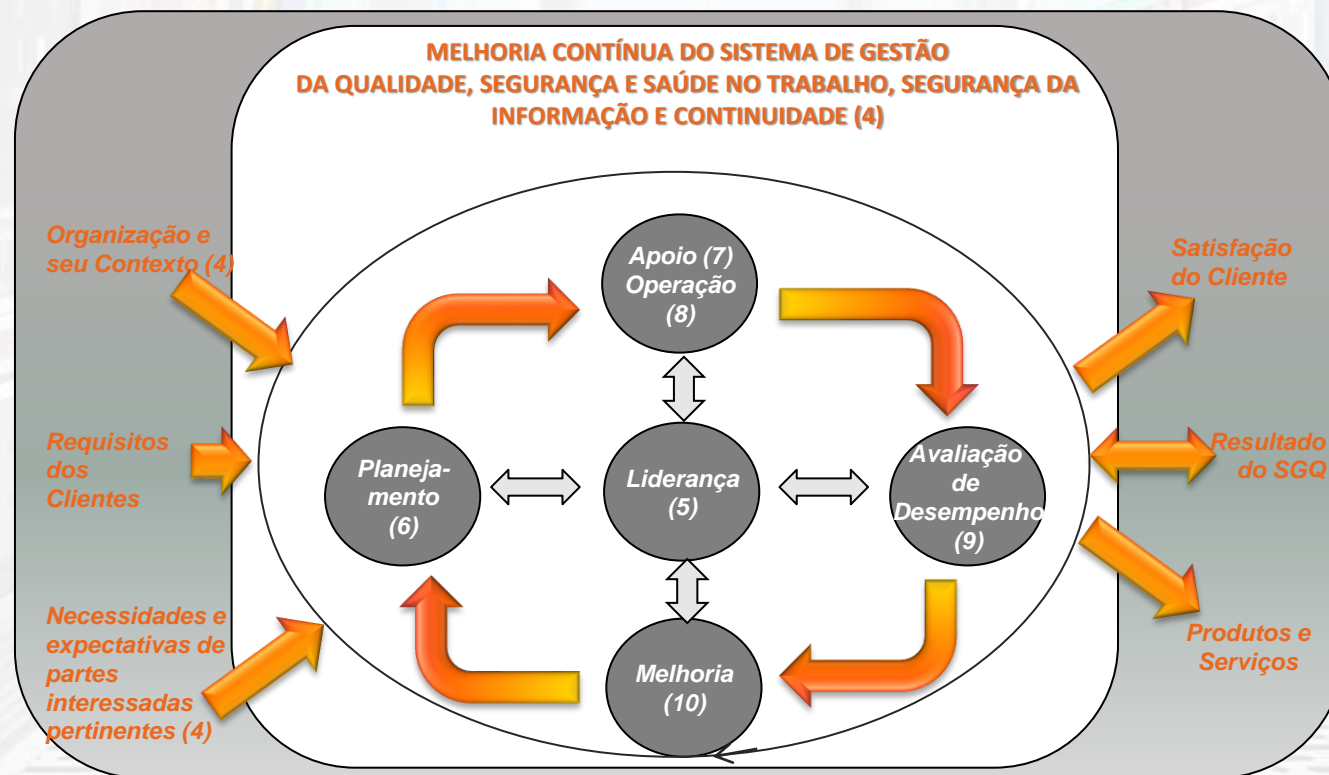 MELHORIA CONTÍNUA DO SISTEMA DE GESTÃO
DA QUALIDADE, SEGURANÇA E SAÚDE NO TRABALHO, SEGURANÇA DA
INFORMAÇÃO E CONTINUIDADE (4)
Organização e
seu Contexto (4)
Requisitos
dos
Clientes
Necessidades e
expectativas de
partes
interessadas
pertinentes (4)
Apoio (7)
Operação
(8)
Planeja-
mento
(6)
Liderança
(5)
Avaliação
de
Desempenho
(9)
Melhoria
(10)
Satisfação
do Cliente
Resultado
do SGQ
Produtos e
Serviços